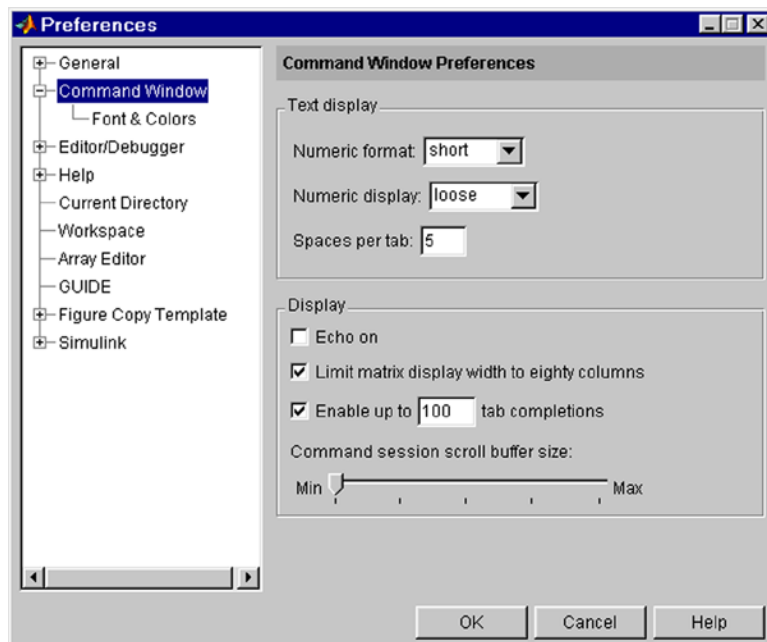 Preferences
General
Command Window
Font & Colors
Editor/Debugger
Help
Current Directory
Workspace
Array Editor
GUIDE
Figure Copy Template
Simulink
Command Window Preferences
Text display
Numeric format: short
Numeric display: loose
Spaces per tab: 5
Display
Echo on
Limit matrix display width to eighty columns
Enable up to 100 tab completions
Command session scroll buffer size:
Min Max
OK Cancel Help